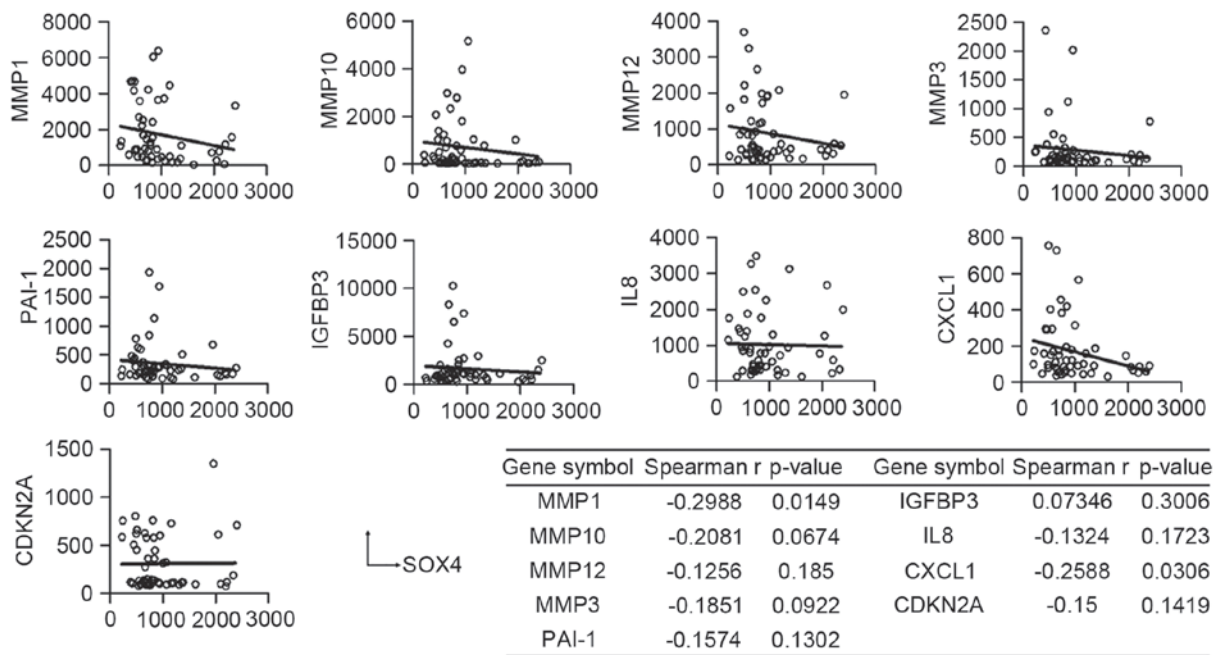 MMP1
8000
6000
4000
2000
0
0 1000 2000 3000
MMP10
6000
4000
2000
0
0 1000 2000 3000
MMP12
4000
3000
2000
1000
0
0 1000 2000 3000
MMP3
2500
2000
1500
1000
500
0
0 1000 2000 3000
PAI-1
2500
2000
1500
1000
500
0
0 1000 2000 3000
IGFBP3
15000
10000
5000
0
0 1000 2000 3000
IL8
4000
3000
2000
1000
0
0 1000 2000 3000
CXCL1
800
600
400
200
0
0 1000 2000 3000
CDKN2A
1500
1000
500
0
0 1000 2000 3000
SOX4
Gene symbol Spearman r p-value Gene symbol Spearman r p-value
MMP1 -0.2988 0.0149 IGFBP3 0.07346 0.3006
MMP10 -0.2081 0.0674 IL8 -0.1324 0.1723
MMP12 -0.1256 0.185 CXCL1 -0.2588 0.0306
MMP3 -0.1851 0.0922 CDKN2A -0.15 0.1419
PAI-1 -0.1574 0.1302